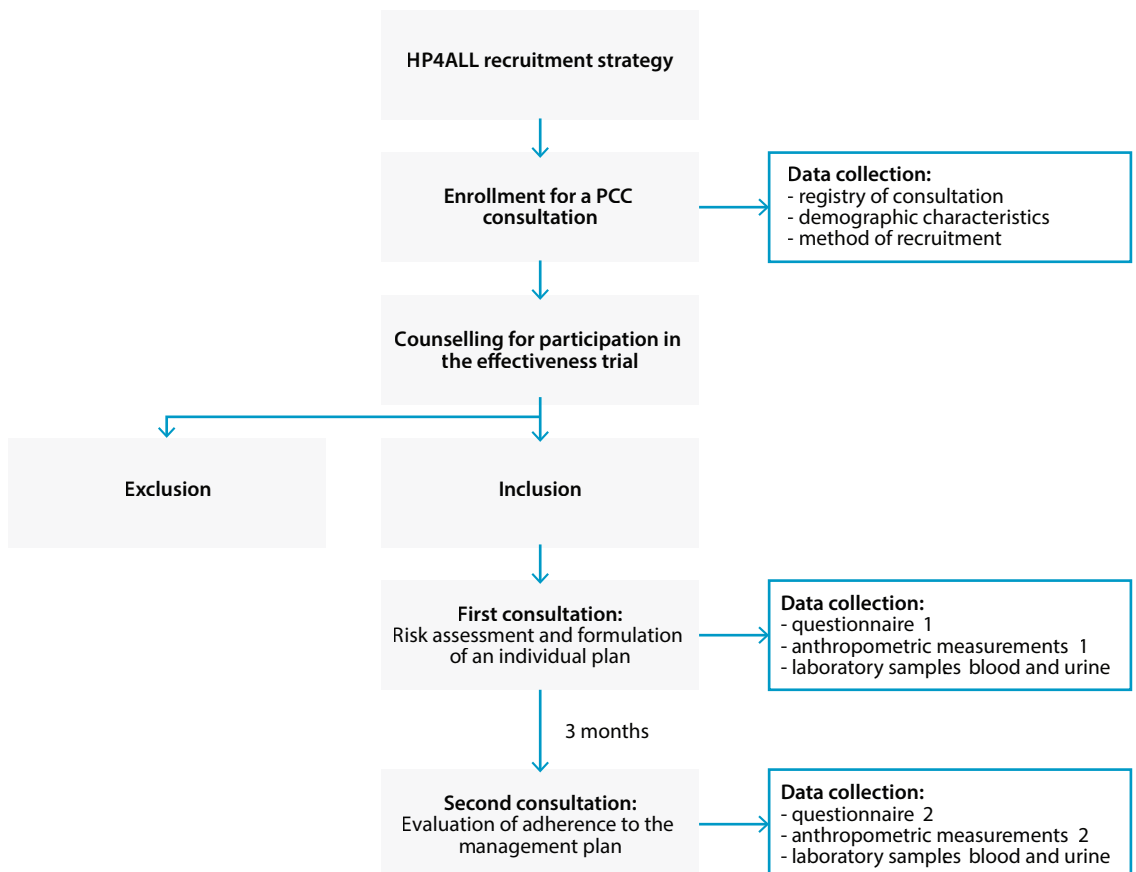 HP4ALL recruitment strategy
Enrollment for a PCC
consultation
Data collection:
- registry of consultation
- demographic characteristics
- method of recruitment
Counselling for participation in
the effectiveness trial
Exclusion
Inclusion
First consultation:
Risk assessment and formulation
of an individual plan
Data collection:
- questionnaire 1
- anthropometric measurements 1
- laboratory samples blood and urine
3 months
Second consultation:
Evaluation of adherence to the
management plan
Data collection:
- questionnaire 2
- anthropometric measurements 2
- laboratory samples blood and urine